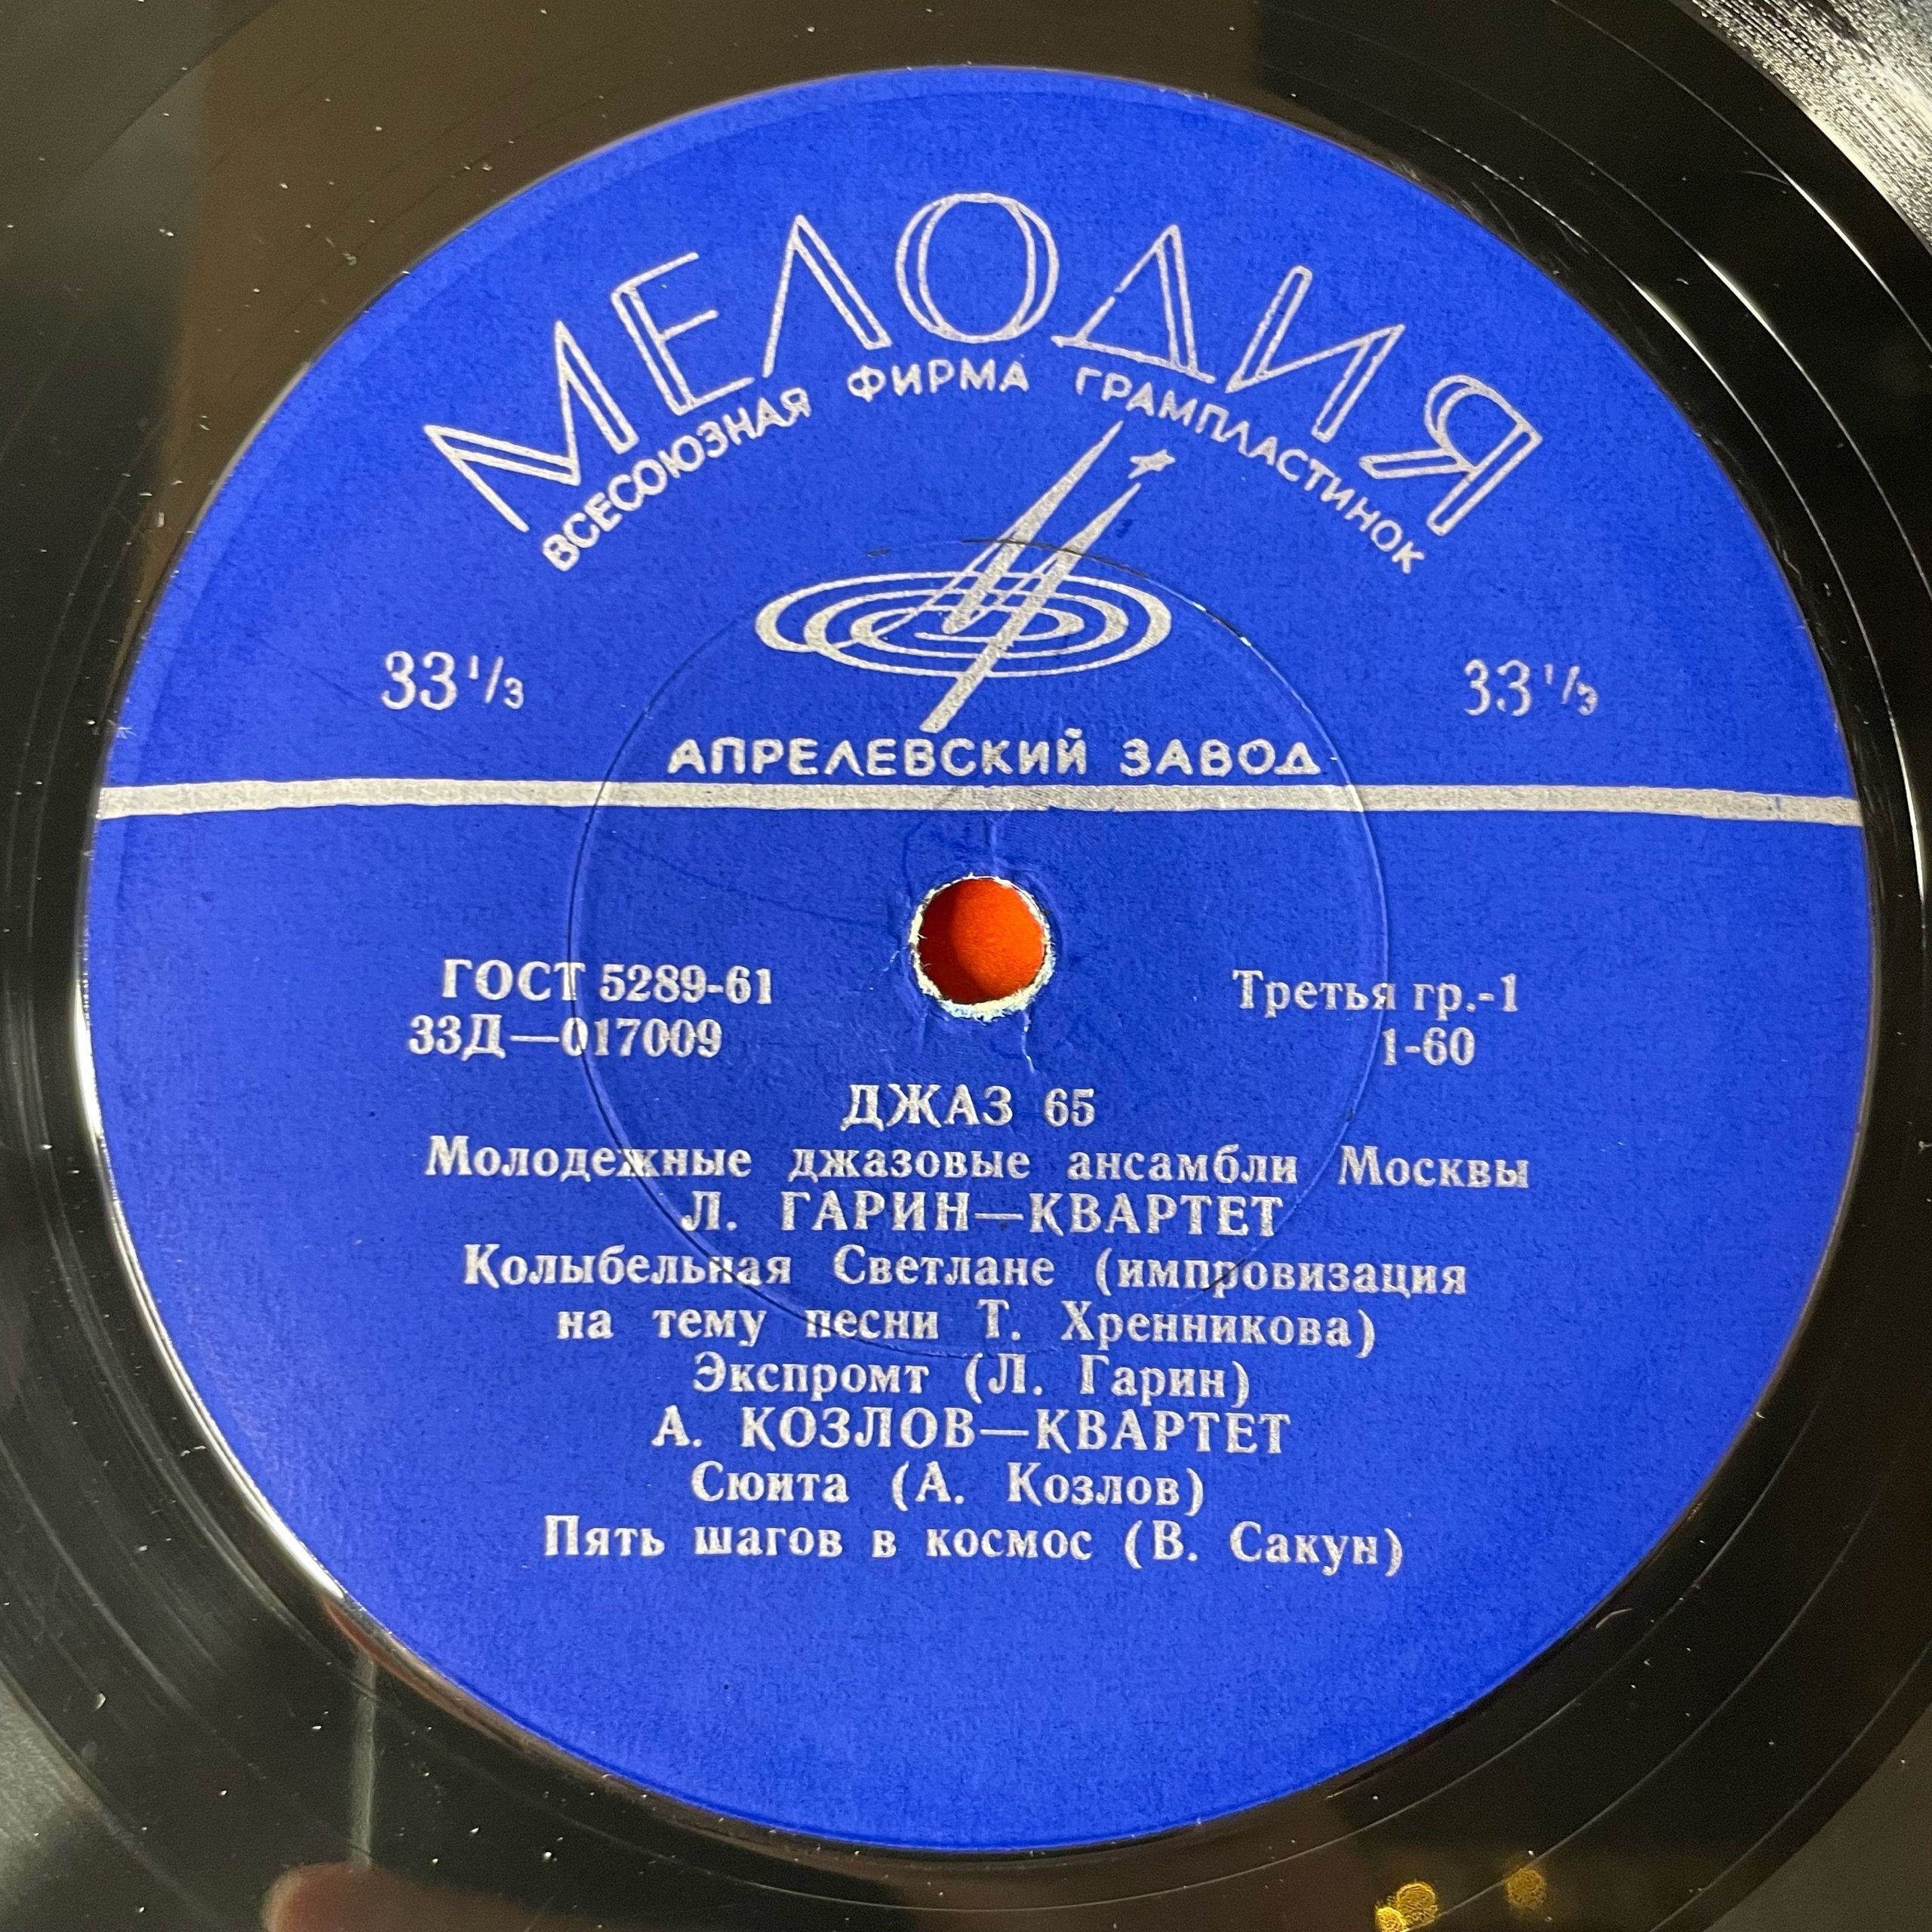 МЕЛОДИЯ
ВСЕСОЮЗНАЯ ФИРМА ГРАМПЛАСТИНОК
33 1/3
33 1/3
АПРЕЛЕВСКИЙ ЗАВОД
ГОСТ 5289-61
Третья гр.-1
33Д—017009
1-60
ДЖАЗ 65
Молодежные джазовые ансамбли Москвы
Л. ГАРИН—КВАРТЕТ
Колыбельная Светлане (импровизация
на тему песни Т. Хренникова)
Экспромт (Л. Гарин)
А. КОЗЛОВ—КВАРТЕТ
Сюита (А. Козлов)
Пять шагов в космос (В. Сакун)